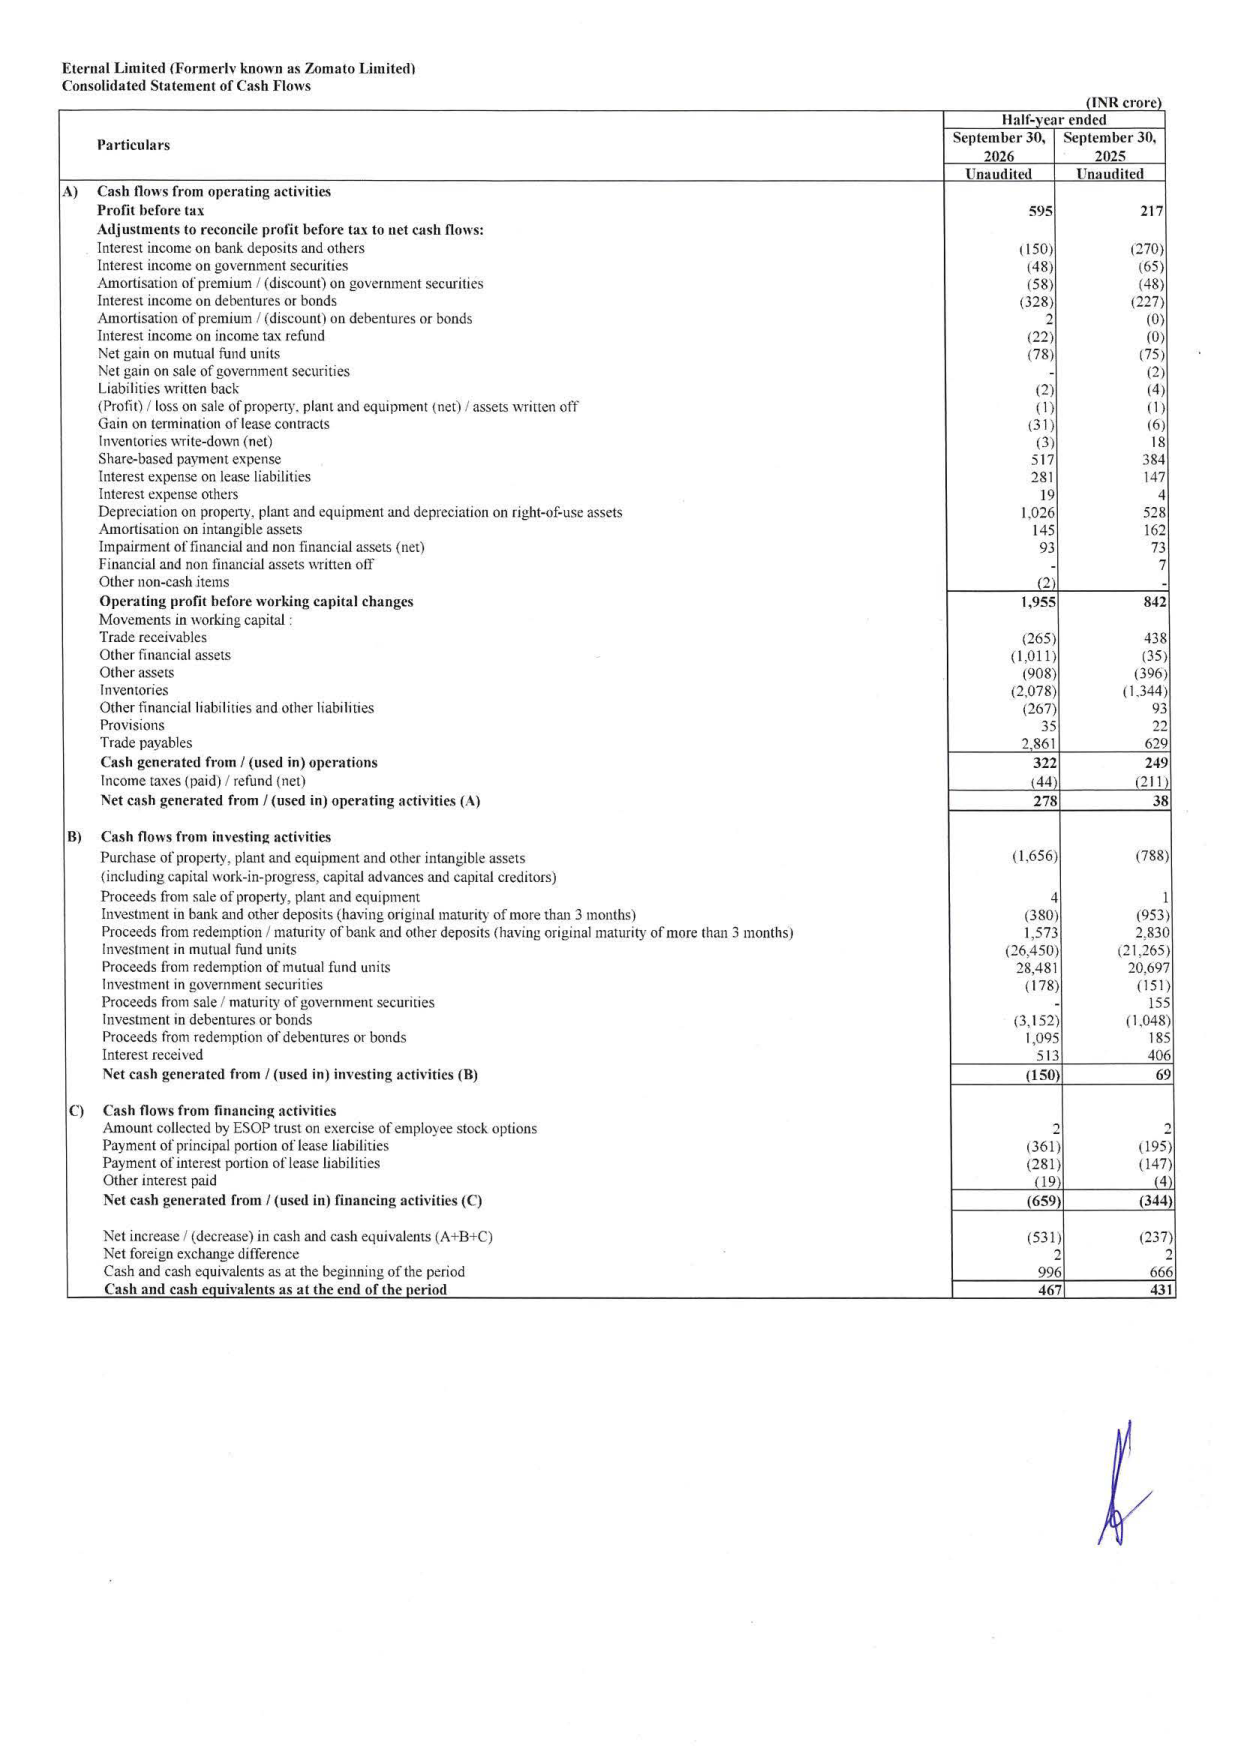 Eternal Limited (Formerly known as Zomato Limited)
Consolidated Statement of Cash Flows
(INR crore)
Particulars
Half-year ended
September 30, 2026 September 30, 2025
Unaudited Unaudited
A) Cash flows from operating activities
Profit before tax 595 217
Adjustments to reconcile profit before tax to net cash flows:
Interest income on bank deposits and others (150) (270)
Interest income on government securities (48) (65)
Amortisation of premium / (discount) on government securities (58) (48)
Interest income on debentures or bonds (328) (227)
Amortisation of premium / (discount) on debentures or bonds 2 (0)
Interest income on income tax refund (22) (0)
Net gain on mutual fund units (78) (75)
Net gain on sale of government securities - (2)
Liabilities written back (2) (4)
(Profit) / loss on sale of property, plant and equipment (net) / assets written off (1) (1)
Gain on termination of lease contracts (31) (6)
Inventories write-down (net) (3) 18
Share-based payment expense 517 384
Interest expense on lease liabilities 281 147
Interest expense others 19 4
Depreciation on property, plant and equipment and depreciation on right-of-use assets 1,026 528
Amortisation on intangible assets 145 162
Impairment of financial and non financial assets (net) 93 73
Financial and non financial assets written off - 7
Other non-cash items (2) -
Operating profit before working capital changes 1,955 842
Movements in working capital :
Trade receivables (265) 438
Other financial assets (1,011) (35)
Other assets (908) (396)
Inventories (2,078) (1,344)
Other financial liabilities and other liabilities (267) 93
Provisions 35 22
Trade payables 2,861 629
Cash generated from / (used in) operations 322 249
Income taxes (paid) / refund (net) (44) (211)
Net cash generated from / (used in) operating activities (A) 278 38
B) Cash flows from investing activities
Purchase of property, plant and equipment and other intangible assets (1,656) (788)
(including capital work-in-progress, capital advances and capital creditors)
Proceeds from sale of property, plant and equipment 4 1
Investment in bank and other deposits (having original maturity of more than 3 months) (380) (953)
Proceeds from redemption / maturity of bank and other deposits (having original maturity of more than 3 months) 1,573 2,830
Investment in mutual fund units (26,450) (21,265)
Proceeds from redemption of mutual fund units 28,481 20,697
Investment in government securities (178) (151)
Proceeds from sale / maturity of government securities - 155
Investment in debentures or bonds (3,152) (1,048)
Proceeds from redemption of debentures or bonds 1,095 185
Interest received 513 406
Net cash generated from / (used in) investing activities (B) (150) 69
C) Cash flows from financing activities
Amount collected by ESOP trust on exercise of employee stock options 2 2
Payment of principal portion of lease liabilities (361) (195)
Payment of interest portion of lease liabilities (281) (147)
Other interest paid (19) (4)
Net cash generated from / (used in) financing activities (C) (659) (344)
Net increase / (decrease) in cash and cash equivalents (A+B+C) (531) (237)
Net foreign exchange difference 2 2
Cash and cash equivalents as at the beginning of the period 996 666
Cash and cash equivalents as at the end of the period 467 431